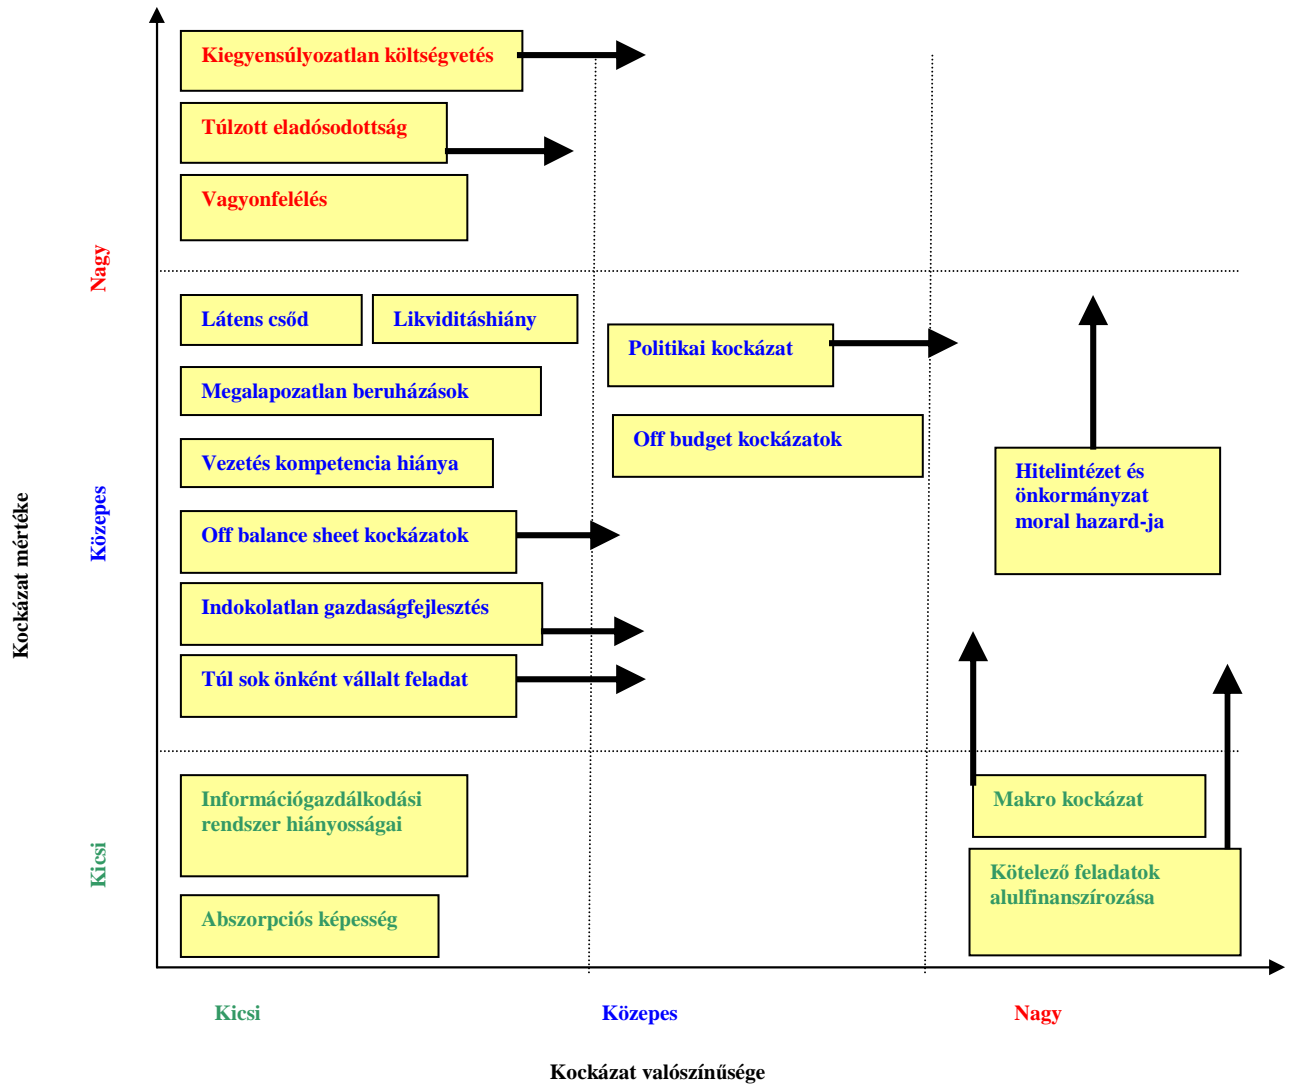 Kiegyensúlyozatlan költségvetés
Túlzott eladósodottság
Vagyonfelélés
Nagy
Látens csőd
Likviditáshiány
Politikai kockázat
Megalapozatlan beruházások
Off budget kockázatok
Vezetés kompetencia hiánya
Hitelintézet és
önkormányzat
moral hazard-ja
Közepes
Kockázat mértéke
Off balance sheet kockázatok
Indokolatlan gazdaságfejlesztés
Túl sok önként vállalt feladat
Információgazdálkodási
rendszer hiányosságai
Makro kockázat
Kicsi
Kötelező feladatok
alulfinanszírozása
Abszorpciós képesség
Kicsi
Közepes
Nagy
Kockázat valószínűsége